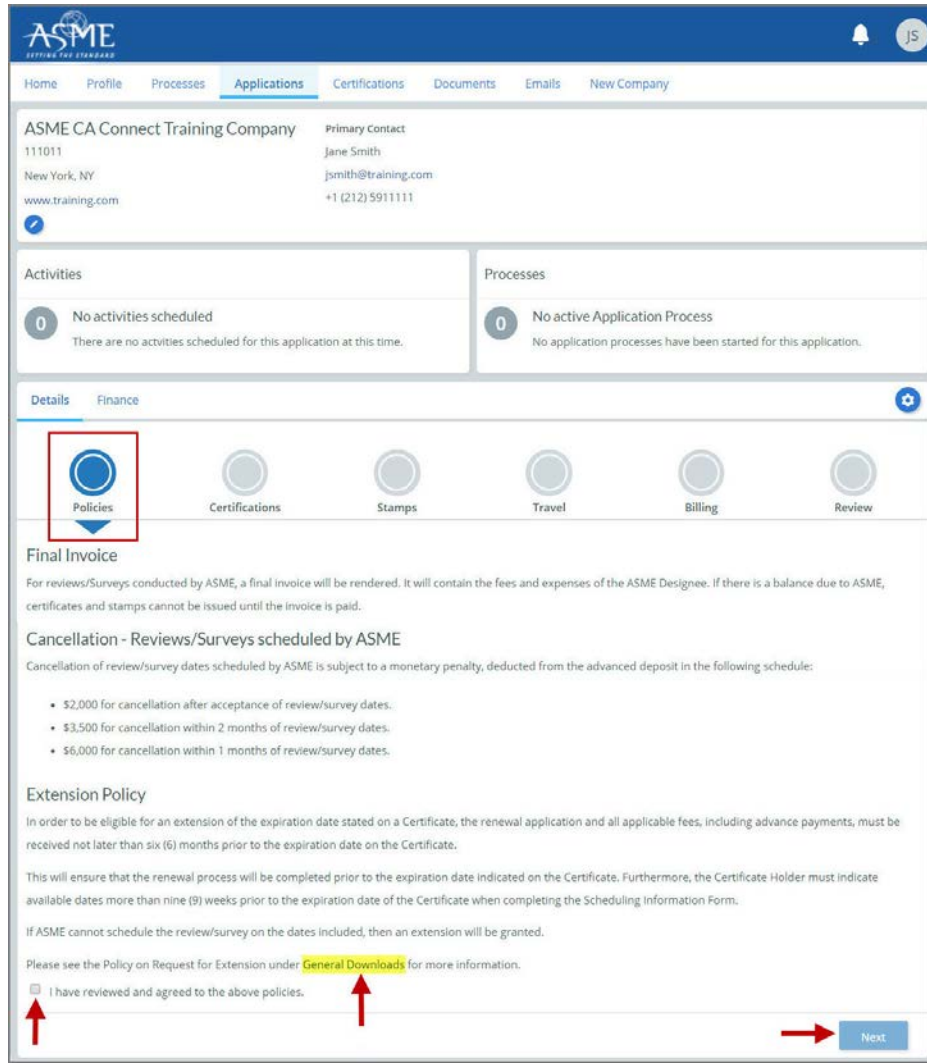 ASME
SETTING THE STANDARD
JS
Home Profile Processes Applications Certifications Documents Emails New Company
ASME CA Connect Training Company
111011
New York, NY
www.training.com
Primary Contact
Jane Smith
jsmith@training.com
+1 (212) 5911111
Activities
0
No activities scheduled
There are no actvities scheduled for this application at this time.
Processes
0
No active Application Process
No application processes have been started for this application.
Details Finance
Policies Certifications Stamps Travel Billing Review
Final Invoice
For reviews/Surveys conducted by ASME, a final invoice will be rendered. It will contain the fees and expenses of the ASME Designee. If there is a balance due to ASME,
certificates and stamps cannot be issued until the invoice is paid.
Cancellation - Reviews/Surveys scheduled by ASME
Cancellation of review/survey dates scheduled by ASME is subject to a monetary penalty, deducted from the advanced deposit in the following schedule:
• $2,000 for cancellation after acceptance of review/survey dates.
• $3,500 for cancellation within 2 months of review/survey dates.
• $6,000 for cancellation within 1 months of review/survey dates.
Extension Policy
In order to be eligible for an extension of the expiration date stated on a Certificate, the renewal application and all applicable fees, including advance payments, must be
received not later than six (6) months prior to the expiration date on the Certificate.
This will ensure that the renewal process will be completed prior to the expiration date indicated on the Certificate. Furthermore, the Certificate Holder must indicate
available dates more than nine (9) weeks prior to the expiration date of the Certificate when completing the Scheduling Information Form.
If ASME cannot schedule the review/survey on the dates included, then an extension will be granted.
Please see the Policy on Request for Extension under General Downloads for more information.
I have reviewed and agreed to the above policies.
Next